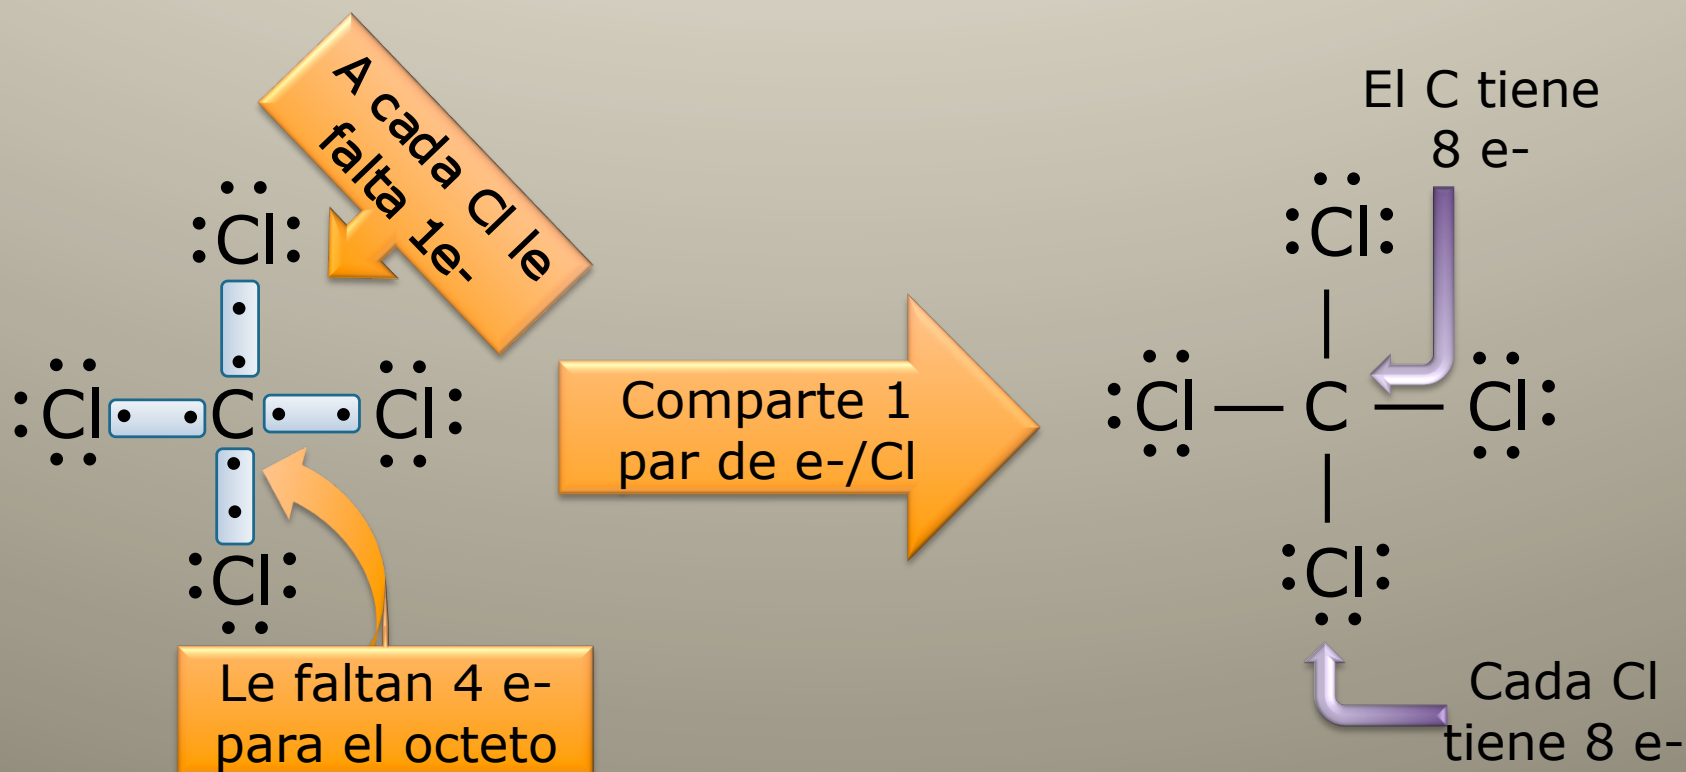 A cada Cl le
falta 1e-
Cl
Cl C Cl
Cl
Le faltan 4 e-
para el octeto
Comparte 1
par de e-/Cl
El C tiene
8 e-
Cl
Cl — C — Cl
Cl
Cada Cl
tiene 8 e-